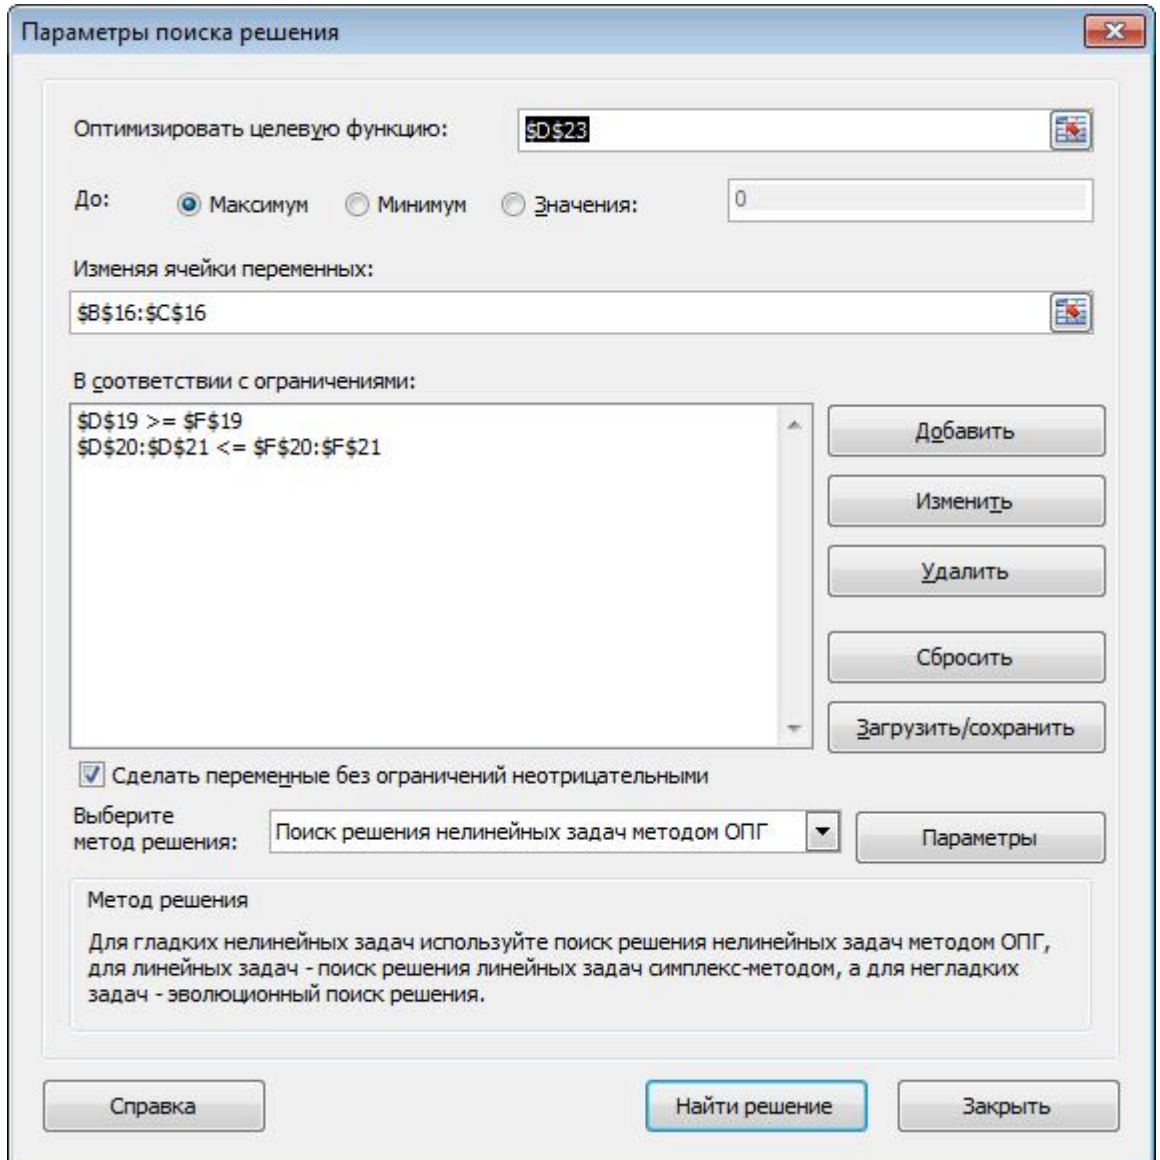 Параметры поиска решения
Оптимизировать целевую функцию:
$D$23
До:
Максимум
Минимум
Значения:
0
Изменяя ячейки переменных:
$B$16:$C$16
В соответствии с ограничениями:
$D$19 >= $F$19
$D$20:$D$21 <= $F$20:$F$21
Добавить
Изменить
Удалить
Сбросить
Загрузить/сохранить
Сделать переменные без ограничений неотрицательными
Выберите
метод решения:
Поиск решения нелинейных задач методом ОПГ
Параметры
Метод решения
Для гладких нелинейных задач используйте поиск решения нелинейных задач методом ОПГ,
для линейных задач - поиск решения линейных задач симплекс-методом, а для негладких
задач - эволюционный поиск решения.
Справка
Найти решение
Закрыть